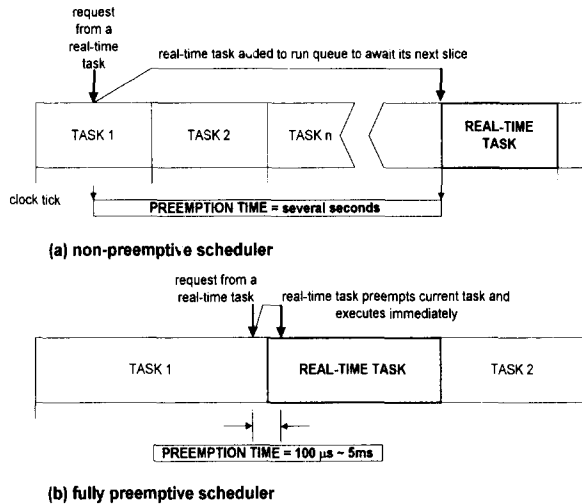 request
from a
real-time
task
real-time task added to run queue to await its next slice
TASK 1
TASK 2
TASK n
REAL-TIME
TASK
clock tick
PREEMPTION TIME = several seconds
(a) non-preemptive scheduler
request from a
real-time task
real-time task preempts current task and
executes immediately
TASK 1
REAL-TIME TASK
TASK 2
PREEMPTION TIME = 100 µs ~ 5ms
(b) fully preemptive scheduler